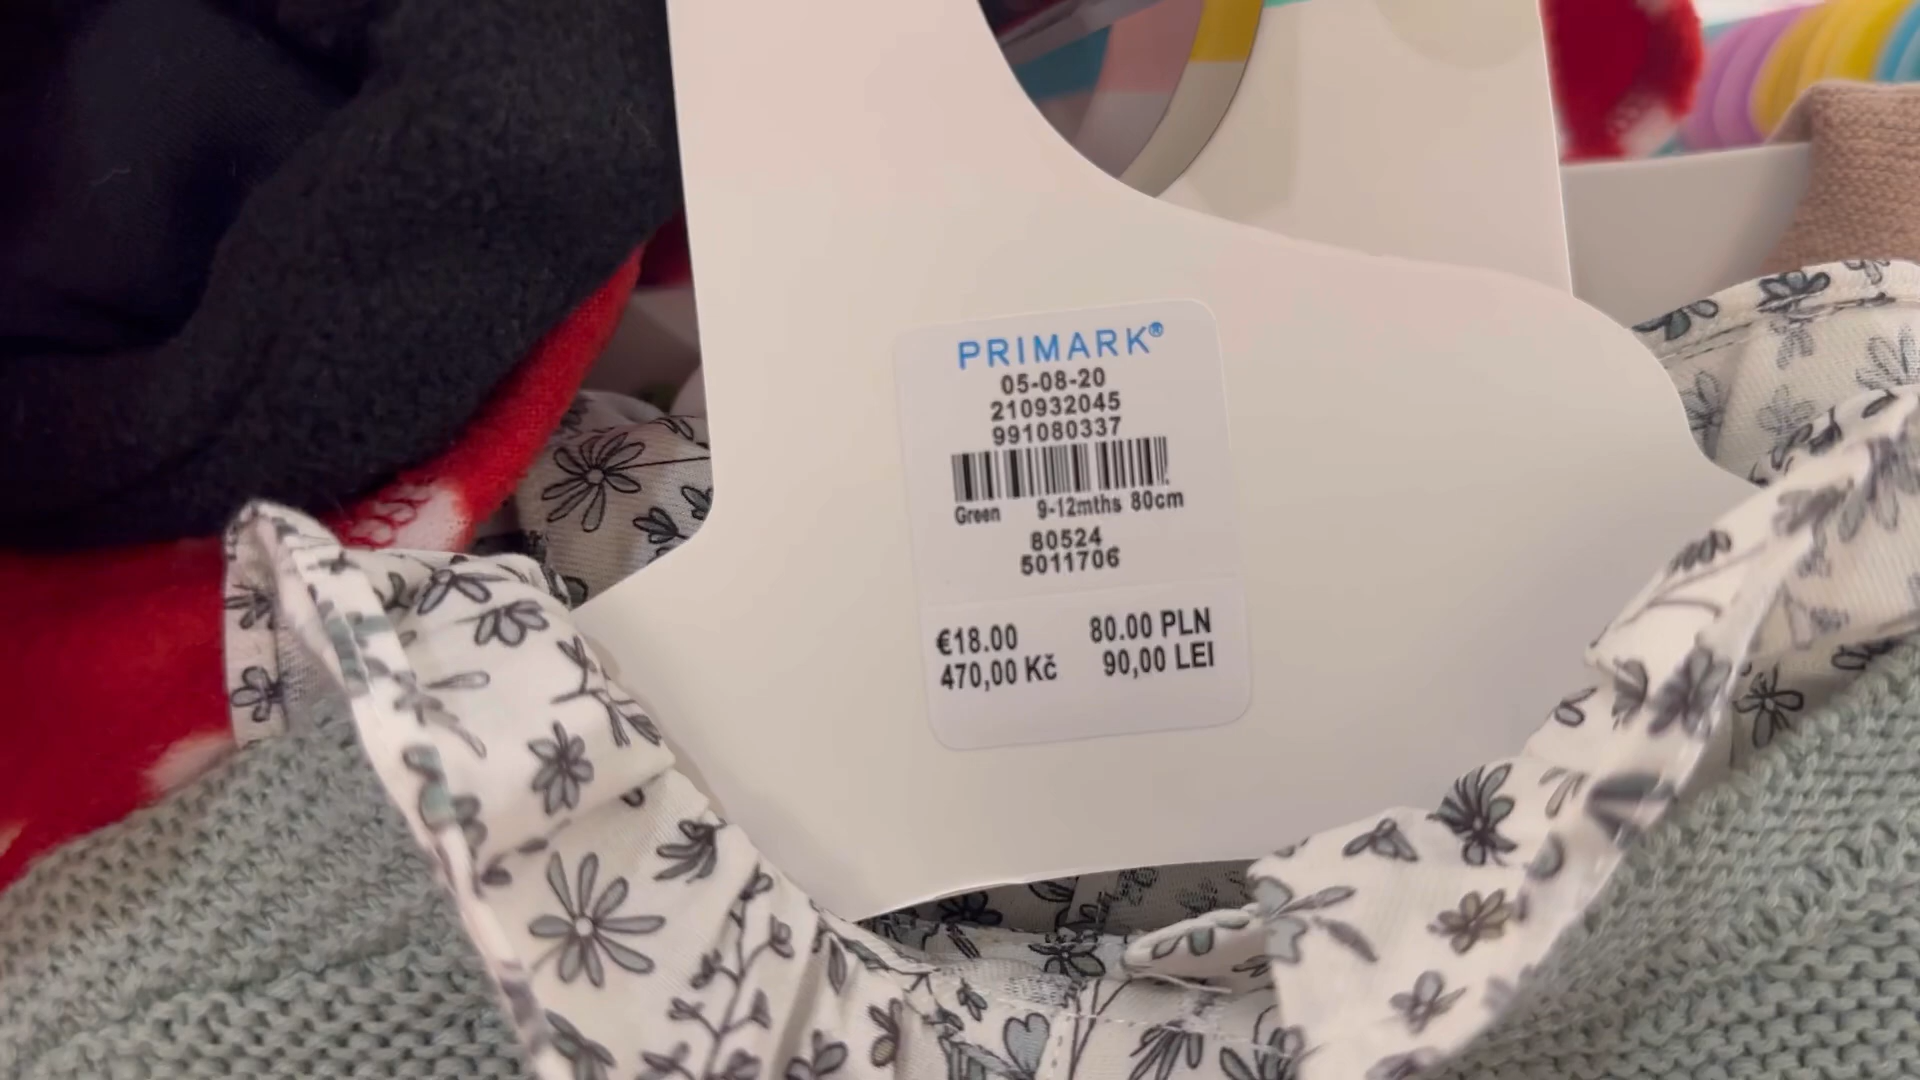 PRIMARK®
05-08-20
210932045
991080337
Green 9-12mths 80cm
80524
5011706
€18.00 80.00 PLN
470,00 Kč 90,00 LEI